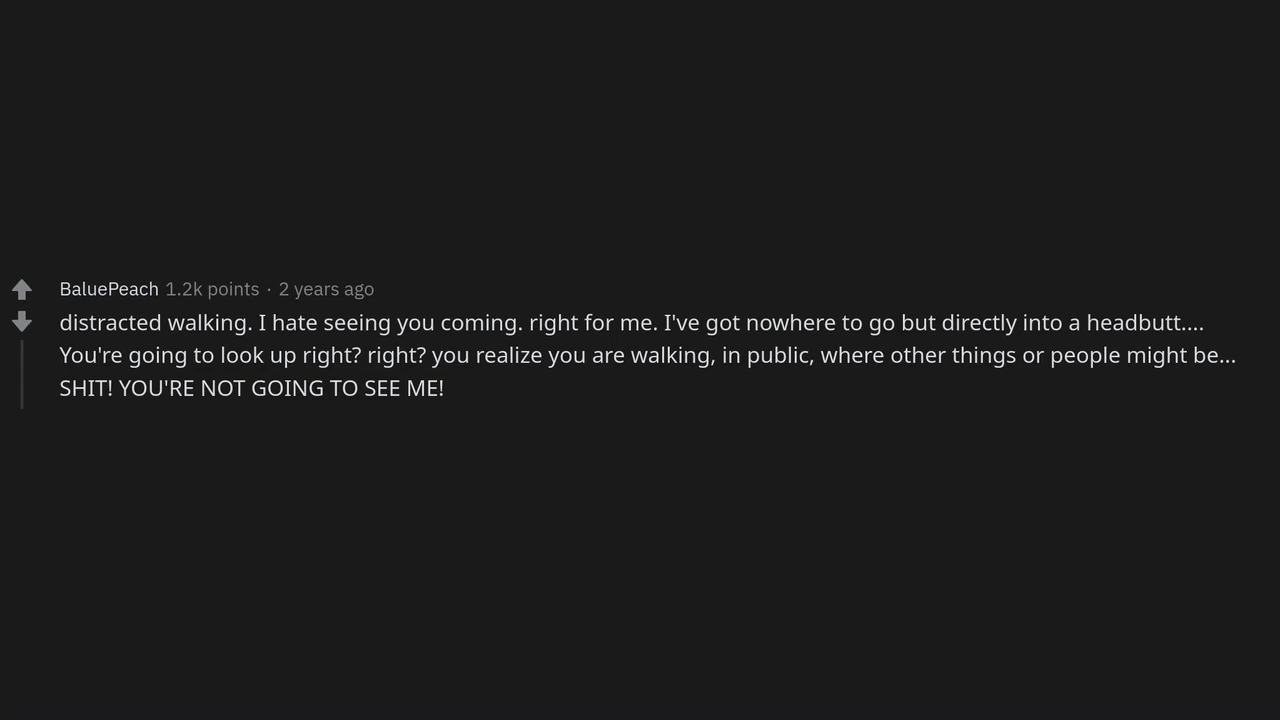 BaluePeach 1.2k points · 2 years ago
distracted walking. I hate seeing you coming. right for me. I've got nowhere to go but directly into a headbutt....
You're going to look up right? right? you realize you are walking, in public, where other things or people might be...
SHIT! YOU'RE NOT GOING TO SEE ME!